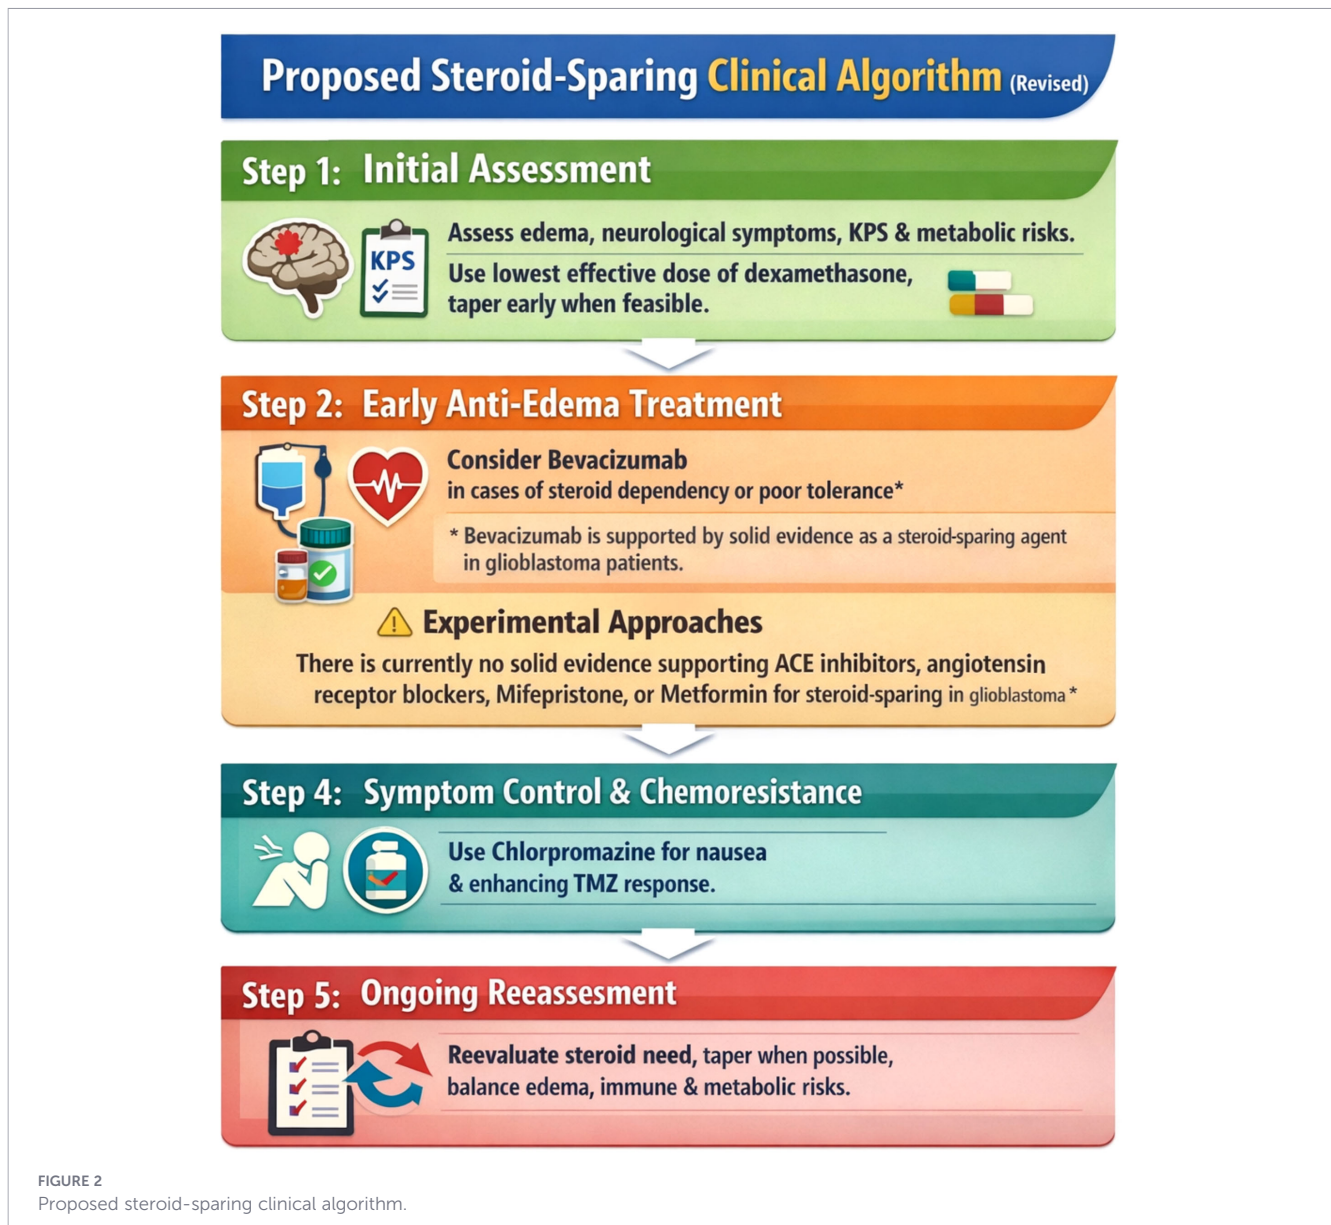 Proposed Steroid-Sparing Clinical Algorithm (Revised)
Step 1: Initial Assessment
KPS
Assess edema, neurological symptoms, KPS & metabolic risks.
Use lowest effective dose of dexamethasone,
taper early when feasible.
Step 2: Early Anti-Edema Treatment
Consider Bevacizumab
in cases of steroid dependency or poor tolerance*
* Bevacizumab is supported by solid evidence as a steroid-sparing agent
in glioblastoma patients.
Experimental Approaches
There is currently no solid evidence supporting ACE inhibitors, angiotensin
receptor blockers, Mifepristone, or Metformin for steroid-sparing in glioblastoma*
Step 4: Symptom Control & Chemoresistance
Use Chlorpromazine for nausea
& enhancing TMZ response.
Step 5: Ongoing Reeassesment
Reevaluate steroid need, taper when possible,
balance edema, immune & metabolic risks.
FIGURE 2
Proposed steroid-sparing clinical algorithm.